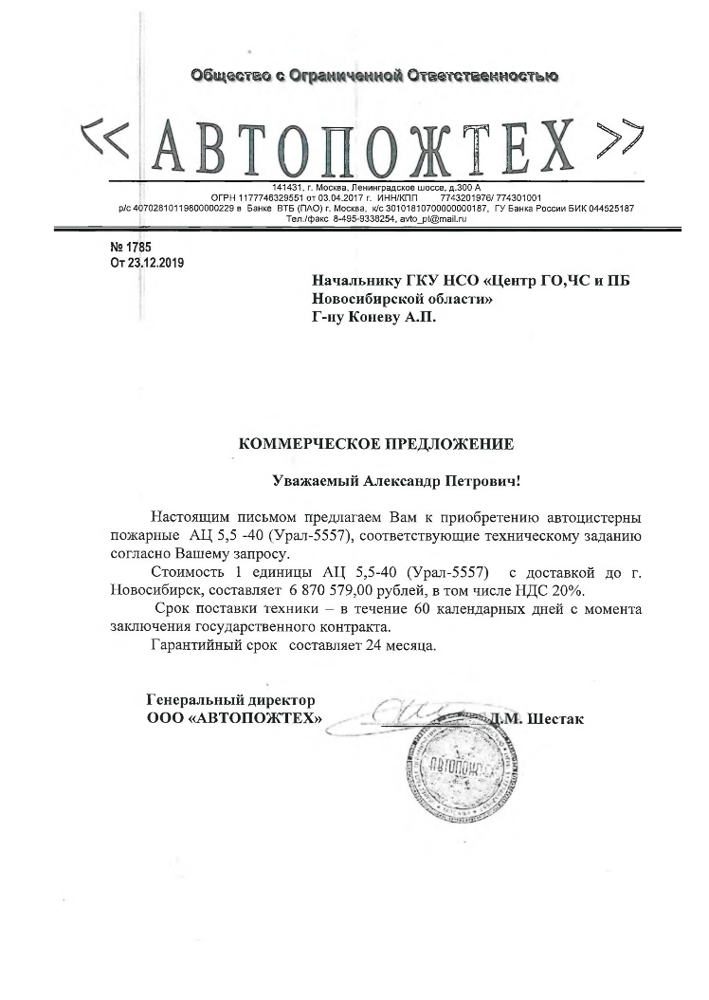 Общество с Ограниченной Ответственностью
« АВТОПОЖТЕХ »
141431, г. Москва, Ленинградское шоссе, д.300 А
ОГРН 1177746329551 от 03.04.2017 г. ИНН/КПП 7743201976/ 774301001
р/с 40702810119800000229 в Банке ВТБ (ПАО) г. Москва, к/с 30101810700000000187, ГУ Банка России БИК 044525187
Тел./факс 8-495-9338254, avto_pt@mail.ru
№ 1785
От 23.12.2019
Начальнику ГКУ НСО «Центр ГО,ЧС и ПБ
Новосибирской области»
Г-ну Коневу А.П.
КОММЕРЧЕСКОЕ ПРЕДЛОЖЕНИЕ
Уважаемый Александр Петрович!
Настоящим письмом предлагаем Вам к приобретению автоцистерны
пожарные АЦ 5,5 -40 (Урал-5557), соответствующие техническому заданию
согласно Вашему запросу.
Стоимость 1 единицы АЦ 5,5-40 (Урал-5557) с доставкой до г.
Новосибирск, составляет 6 870 579,00 рублей, в том числе НДС 20%.
Срок поставки техники – в течение 60 календарных дней с момента
заключения государственного контракта.
Гарантийный срок составляет 24 месяца.
Генеральный директор
ООО «АВТОПОЖТЕХ» Д.М. Шестак
АВТОПОЖТЕХ